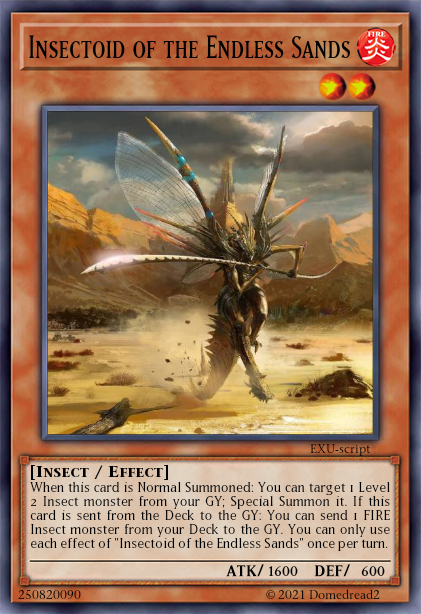 Insectoid of the Endless Sands
FIRE
炎
EXU-script
[Insect / Effect]
When this card is Normal Summoned: You can target 1 Level
2 Insect monster from your GY; Special Summon it. If this
card is sent from the Deck to the GY: You can send 1 FIRE
Insect monster from your Deck to the GY. You can only use
each effect of "Insectoid of the Endless Sands" once per turn.
ATK/ 1600 DEF/ 600
250820090 © 2021 Domedread2